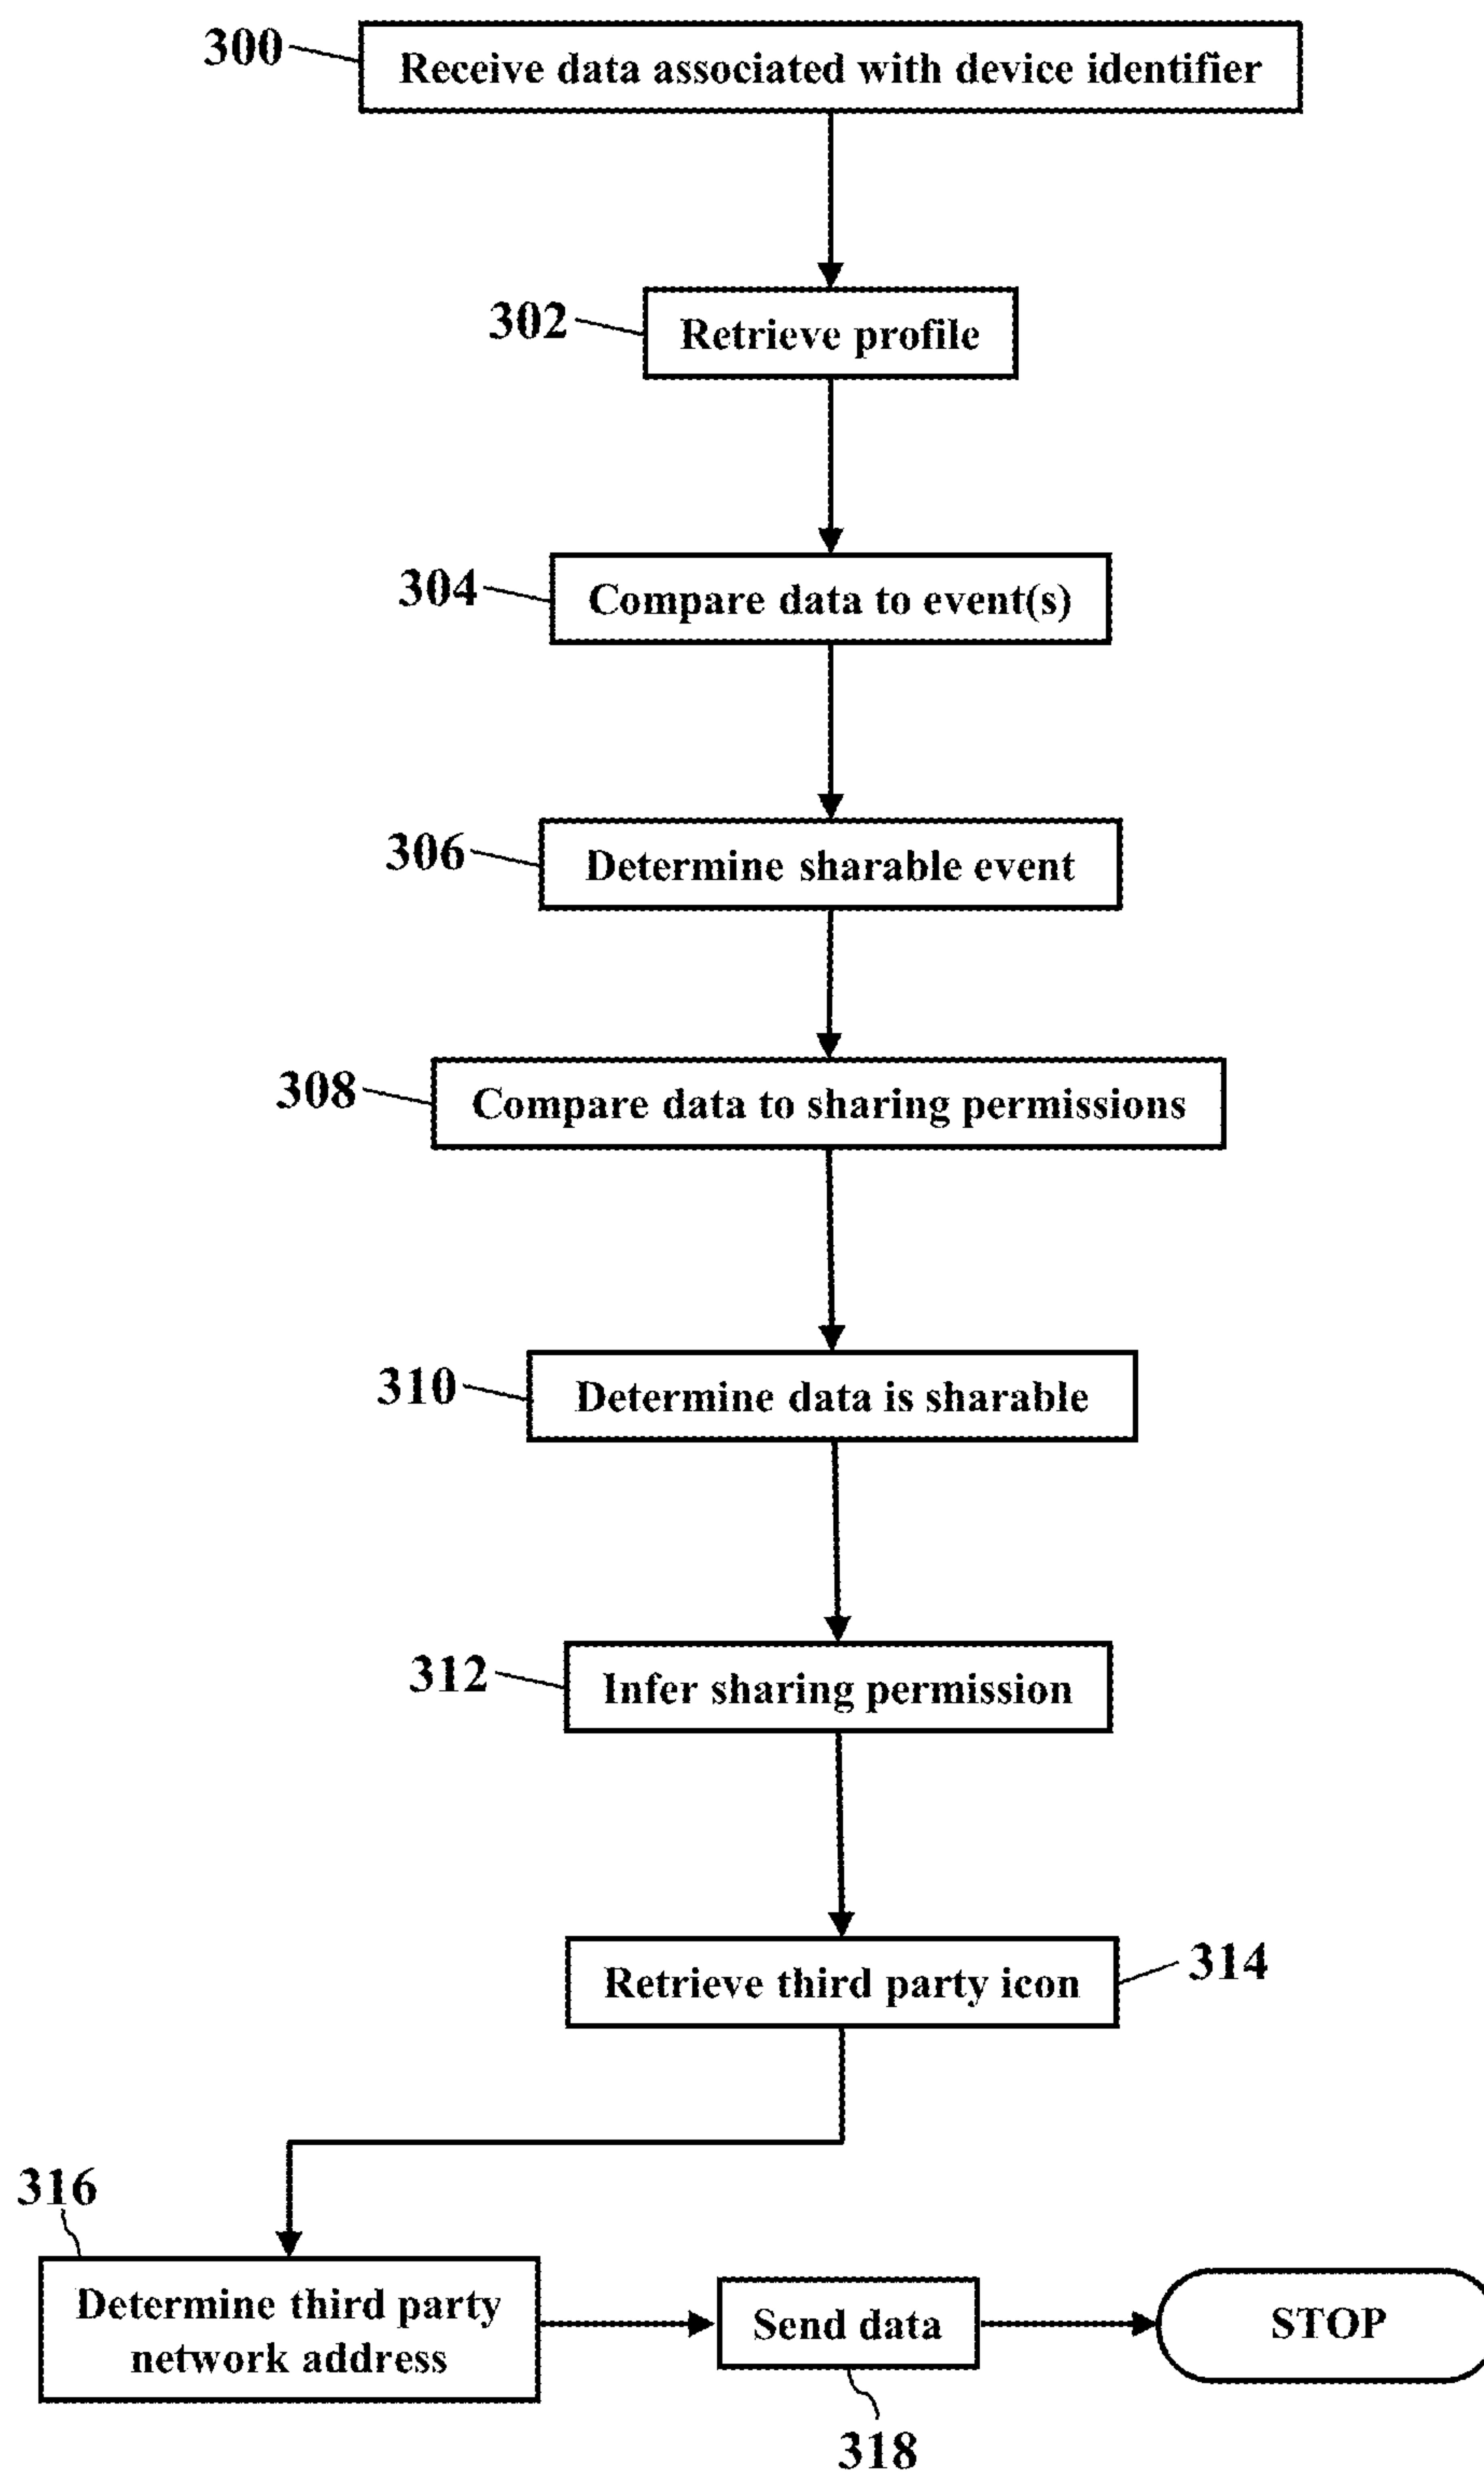 300
Receive data associated with device identifier
302
Retrieve profile
304
Compare data to event(s)
306
Determine sharable event
308
Compare data to sharing permissions
310
Determine data is sharable
312
Infer sharing permission
Retrieve third party icon
314
316
Determine third party
network address
Send data
STOP
318